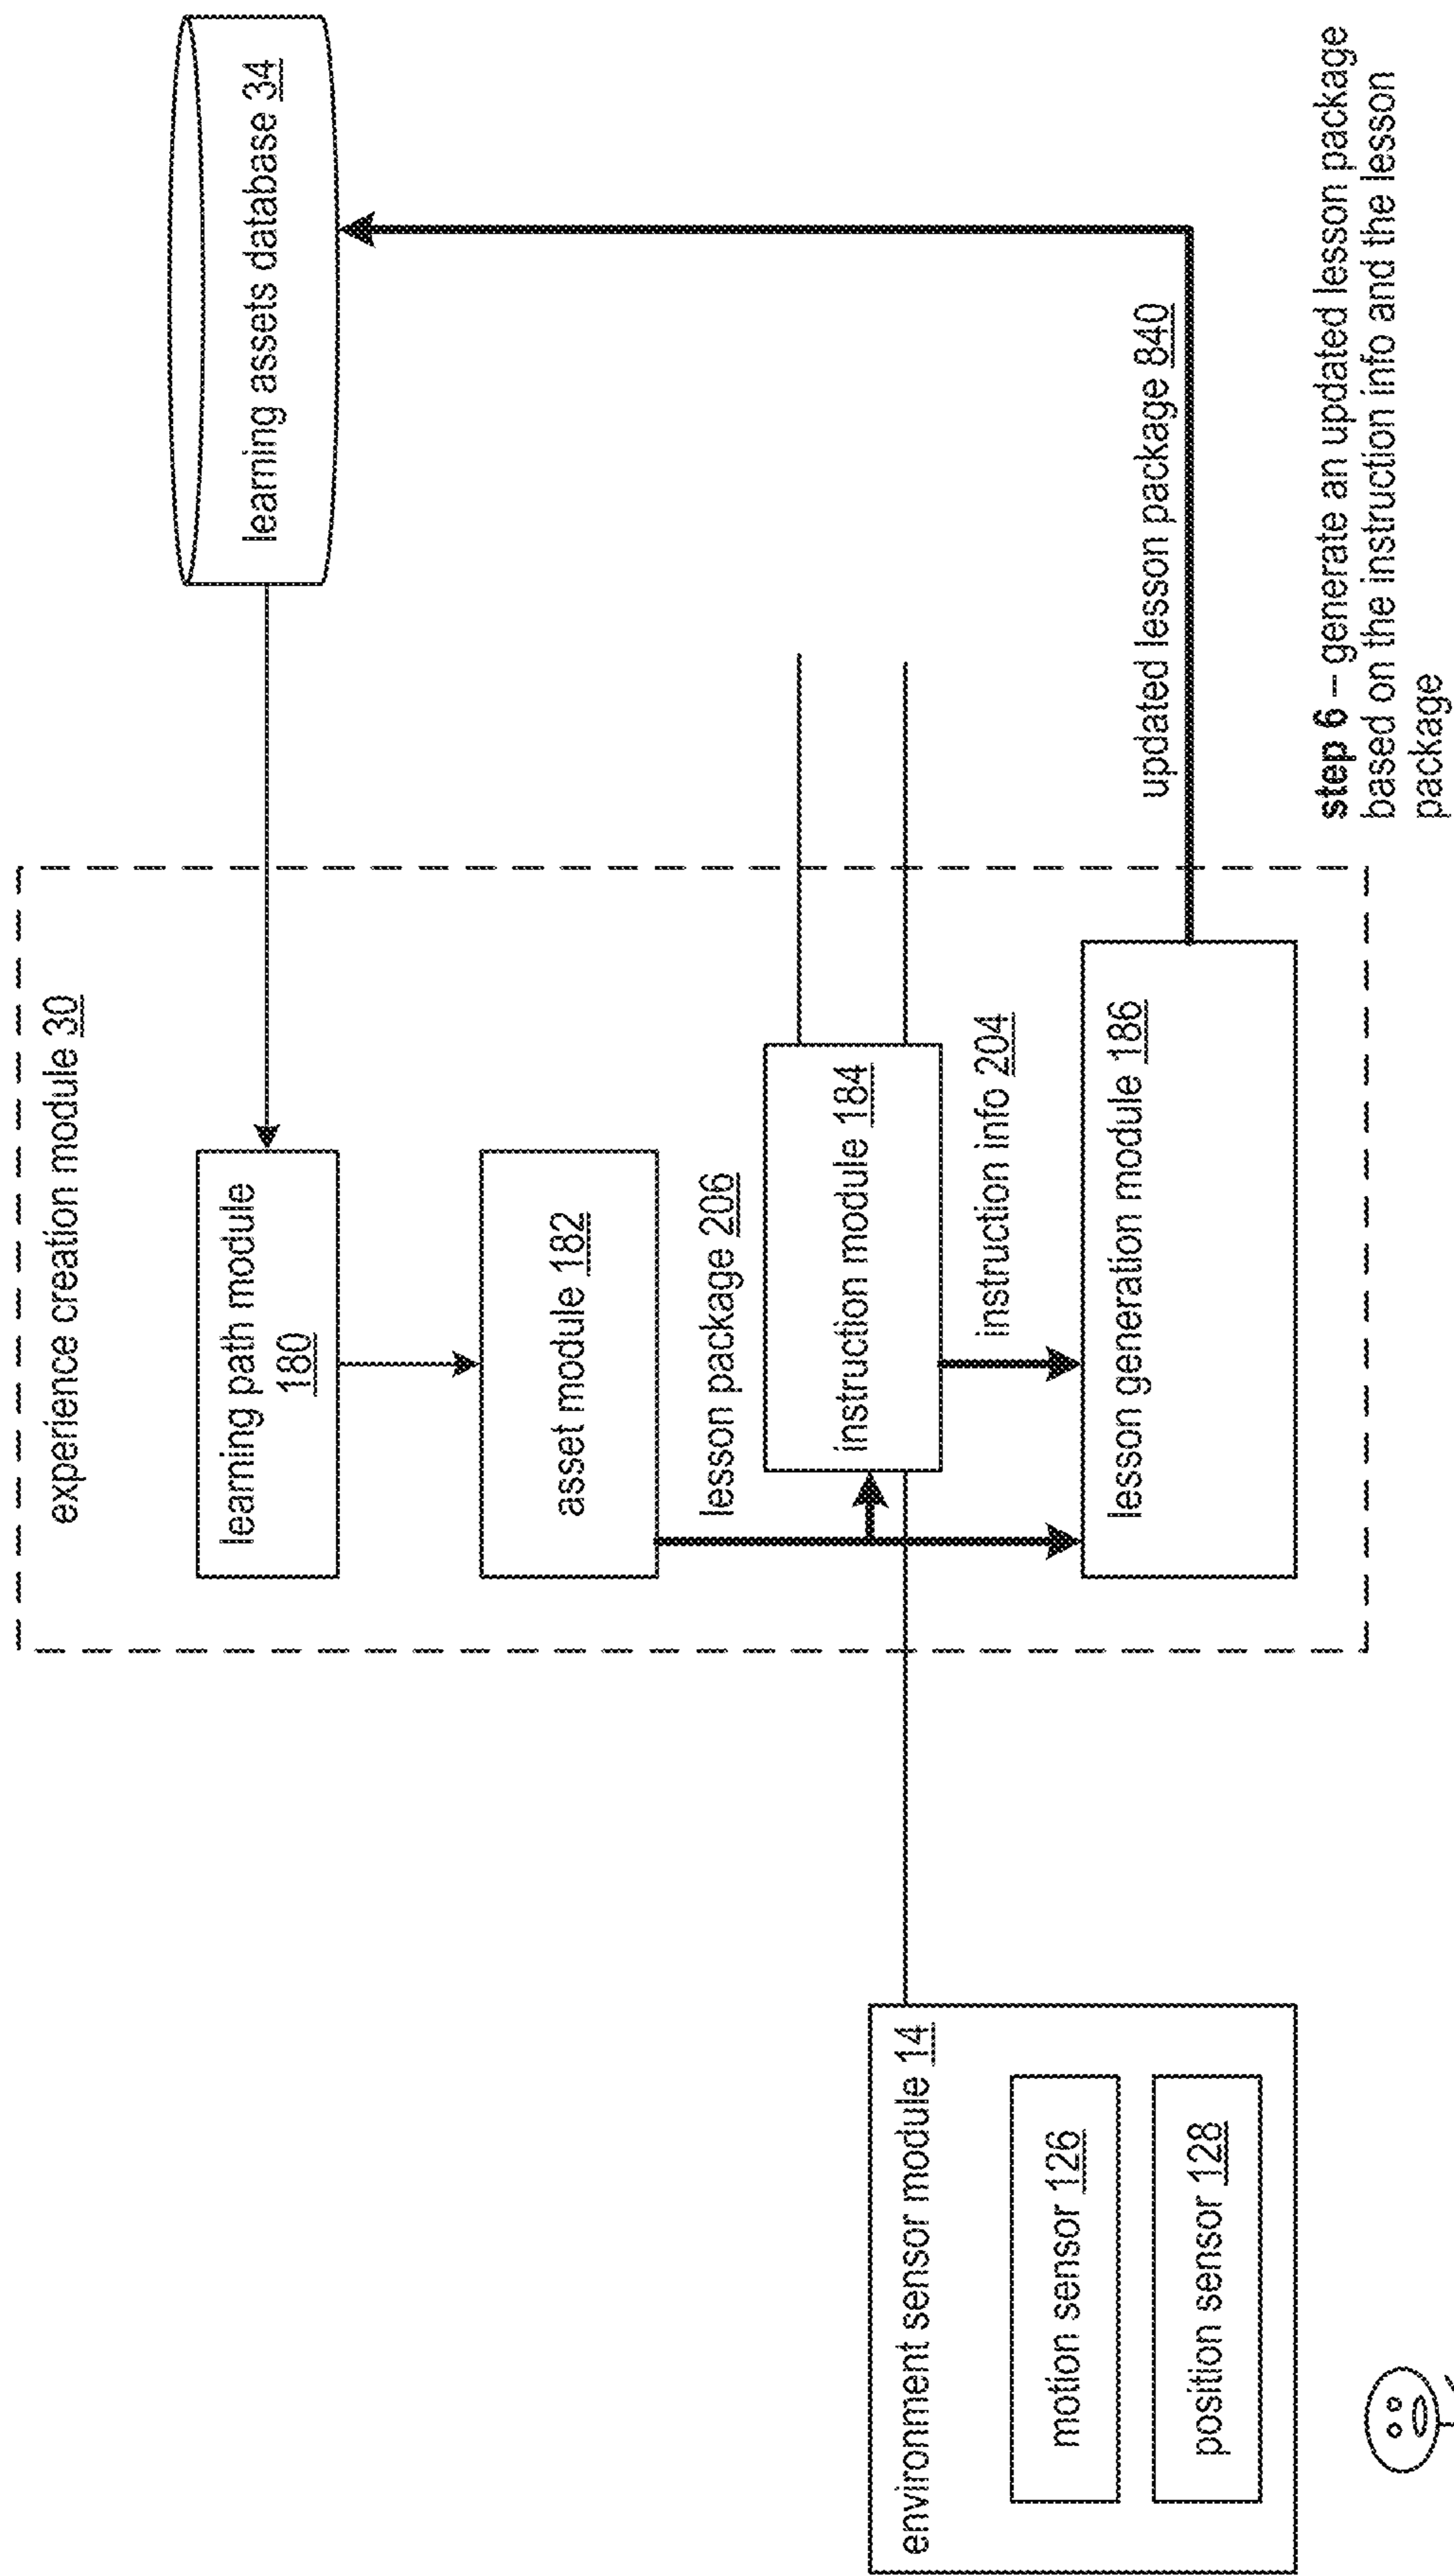 experience creation module 30
learning assets database 34
learning path module
180
asset module 182
lesson package 206
instruction module 184
instruction info 204
lesson generation module 186
updated lesson package 840
environment sensor module 14
motion sensor 126
position sensor 128
step 6 – generate an updated lesson package
based on the instruction info and the lesson
package